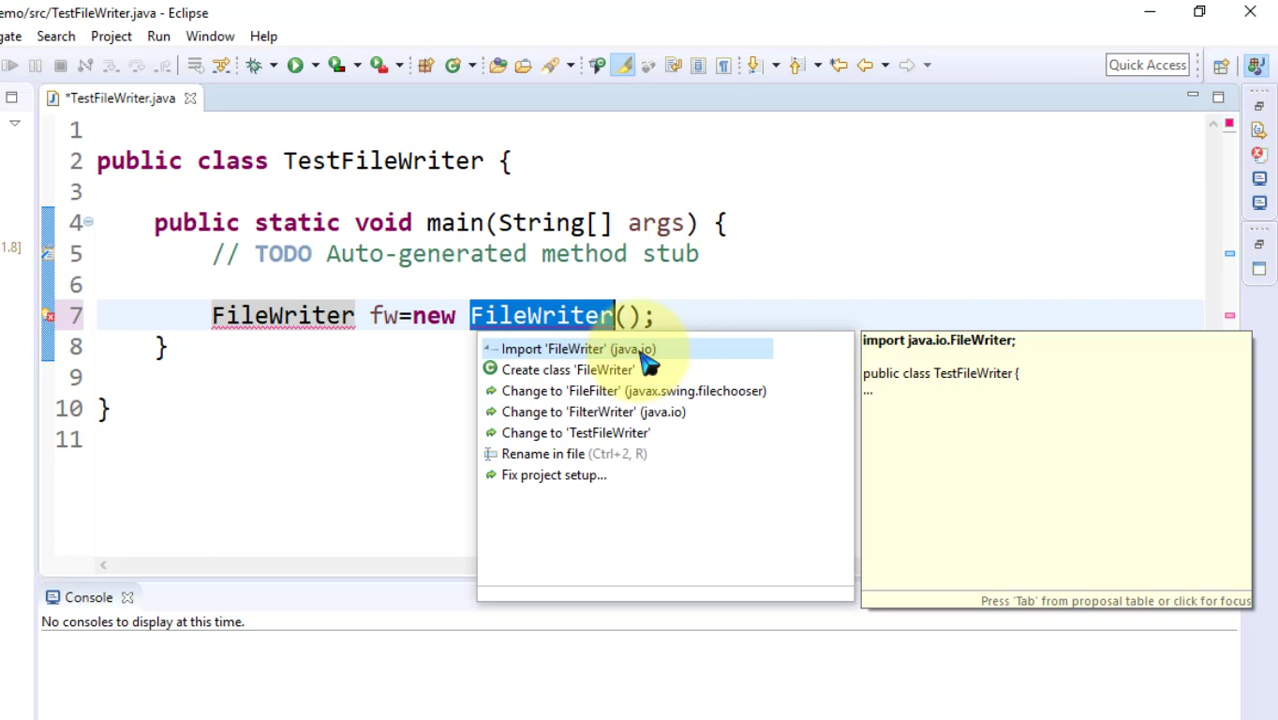 emo/src/TestFileWriter.java - Eclipse
gate Search Project Run Window Help
Quick Access
*TestFileWriter.java
1
2 public class TestFileWriter {
3
4 public static void main(String[] args) {
1.8]
5 // TODO Auto-generated method stub
6
7 FileWriter fw=new FileWriter();
8 }
9
10 }
11
Import 'FileWriter' (java.io)
Create class 'FileWriter'
Change to 'FileFilter' (javax.swing.filechooser)
Change to 'FilterWriter' (java.io)
Change to 'TestFileWriter'
Rename in file (Ctrl+2, R)
Fix project setup...
import java.io.FileWriter;
public class TestFileWriter {
...
Press 'Tab' from proposal table or click for focus
Console
No consoles to display at this time.